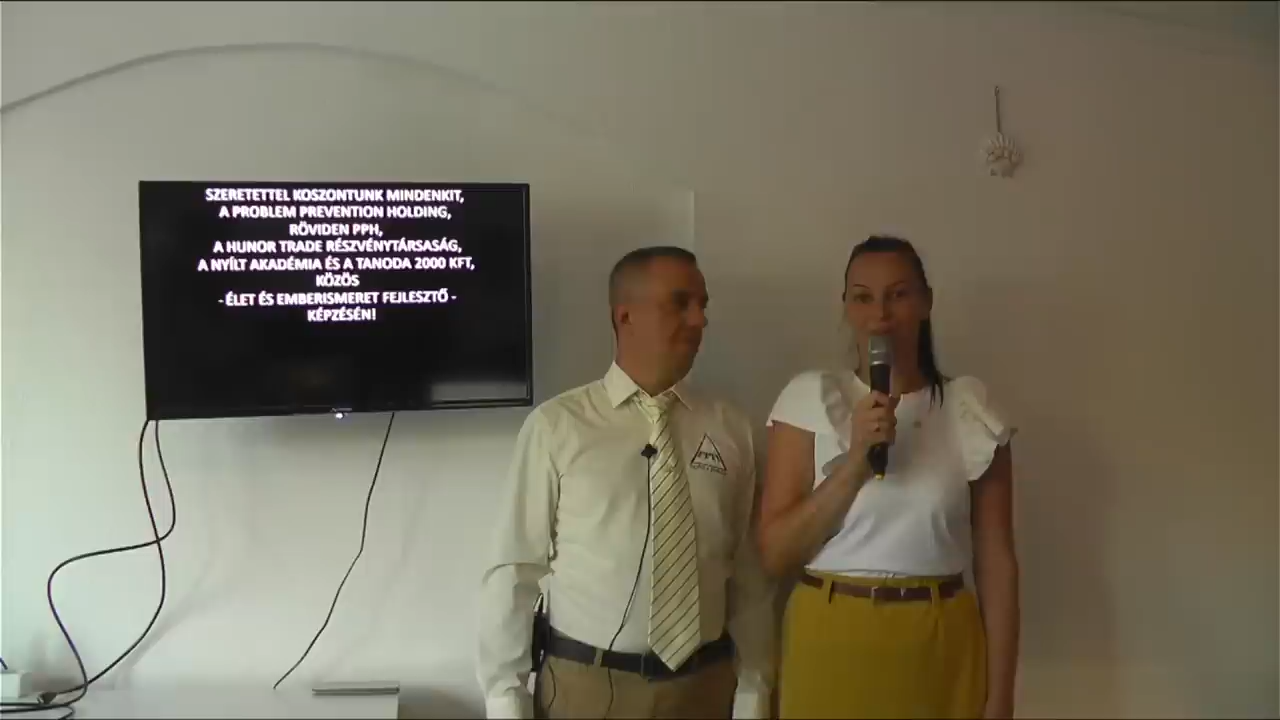 SZERETETTEL KOSZONTUNK MINDENKIT,
A PROBLEM PREVENTION HOLDING,
RÖVIDEN PPH,
A HUNOR TRADE RÉSZVÉNYTÁRSASÁG,
A NYÍLT AKADÉMIA ÉS A TANODA 2000 KFT,
KÖZÖS
- ÉLET ÉS EMBERISMERET FEJLESZTŐ -
KÉPZÉSÉN!